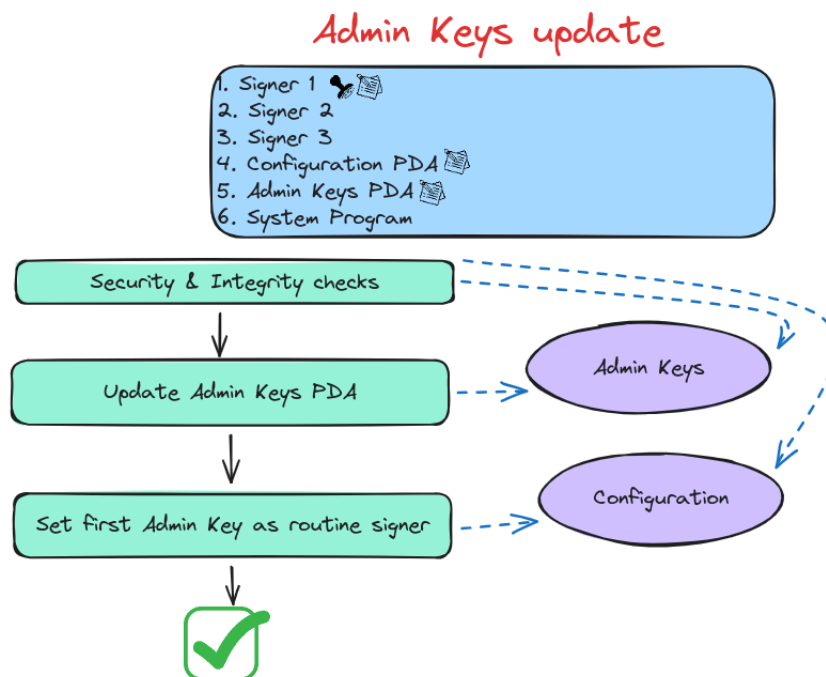 Admin Keys update
1. Signer 1
2. Signer 2
3. Signer 3
4. Configuration PDA
5. Admin Keys PDA
6. System Program
Security & Integrity checks
Update Admin Keys PDA
Admin Keys
Set first Admin Key as routine signer
Configuration